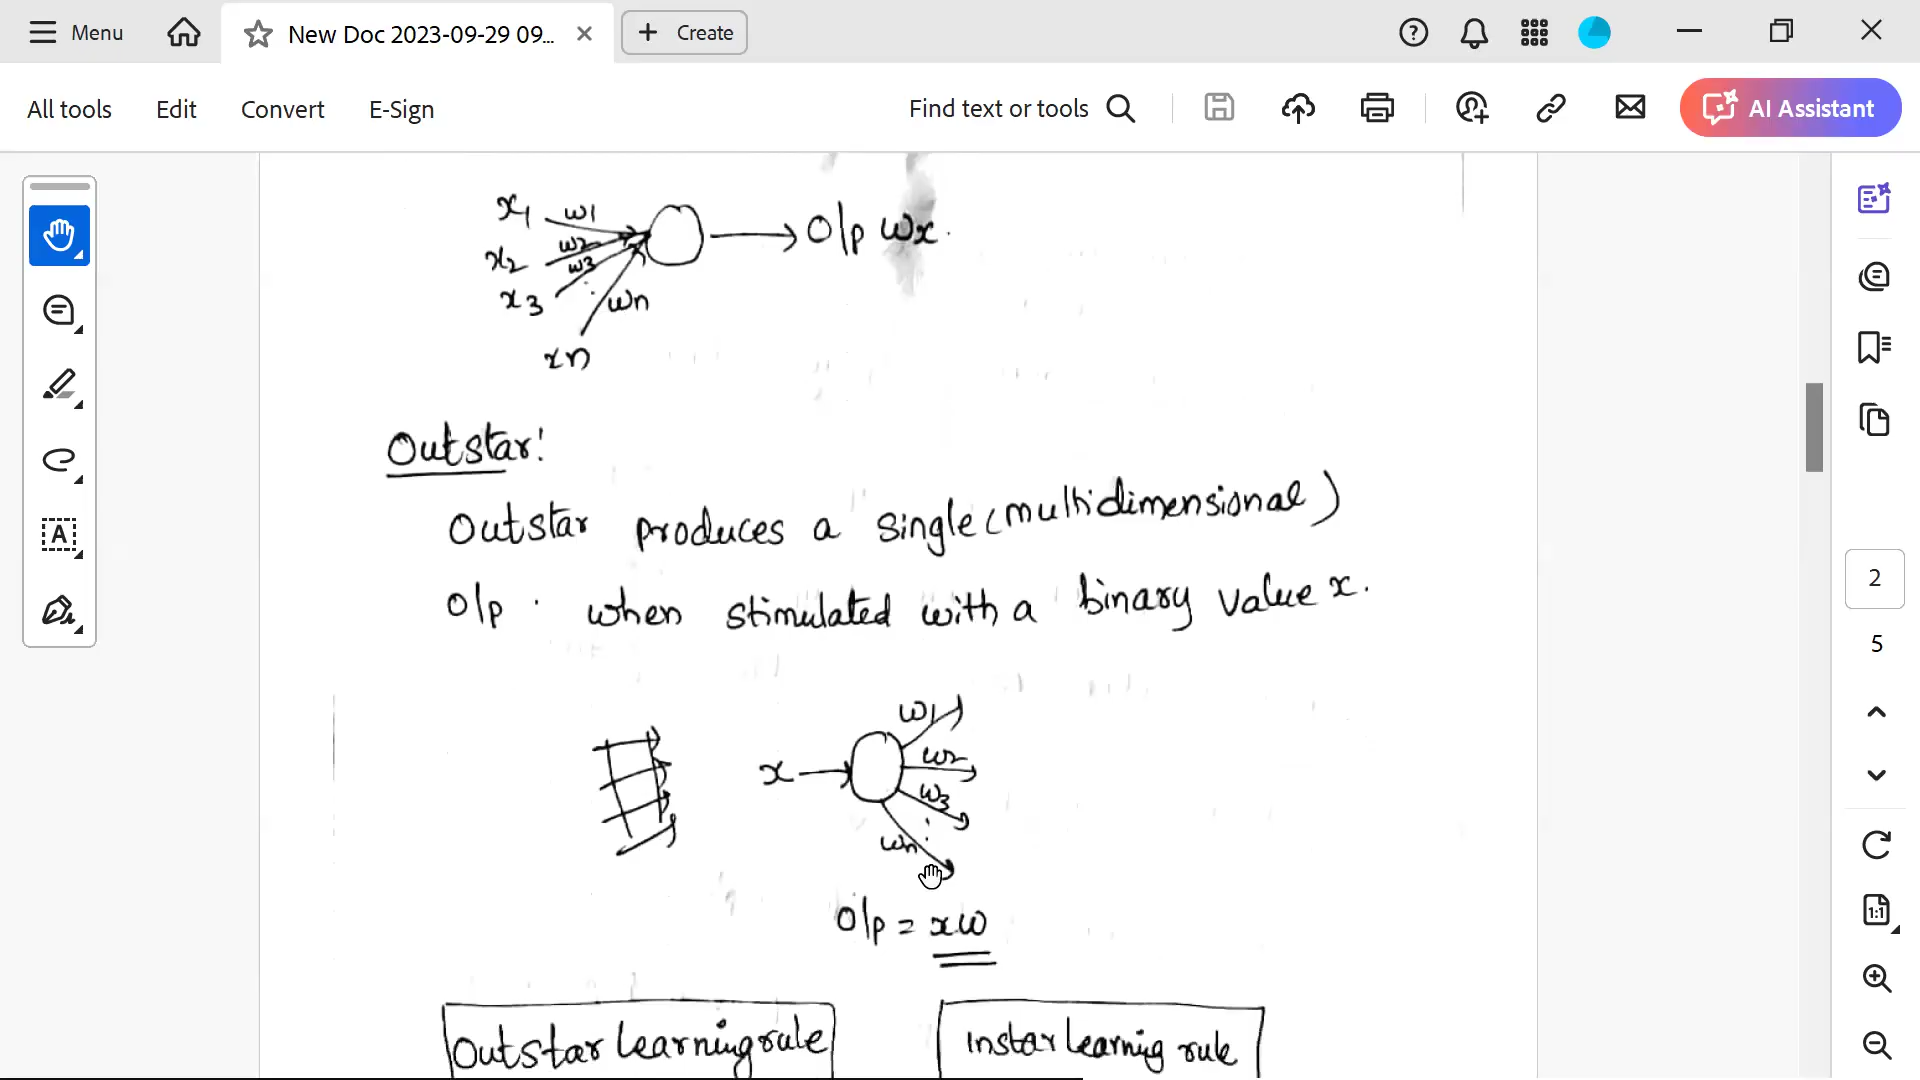 Menu
New Doc 2023-09-29 09...
Create
All tools
Edit
Convert
E-Sign
Find text or tools
AI Assistant
x1 w1
x2 w2
x3 w3
wn
xn
O/p wx.
Outstar:
Outstar produces a single (multidimensional)
O/p . when stimulated with a binary value x.
x
w1
w2
w3
wn
O/p = xw
Outstar learning rule
Instar learning rule
2
5
1:1